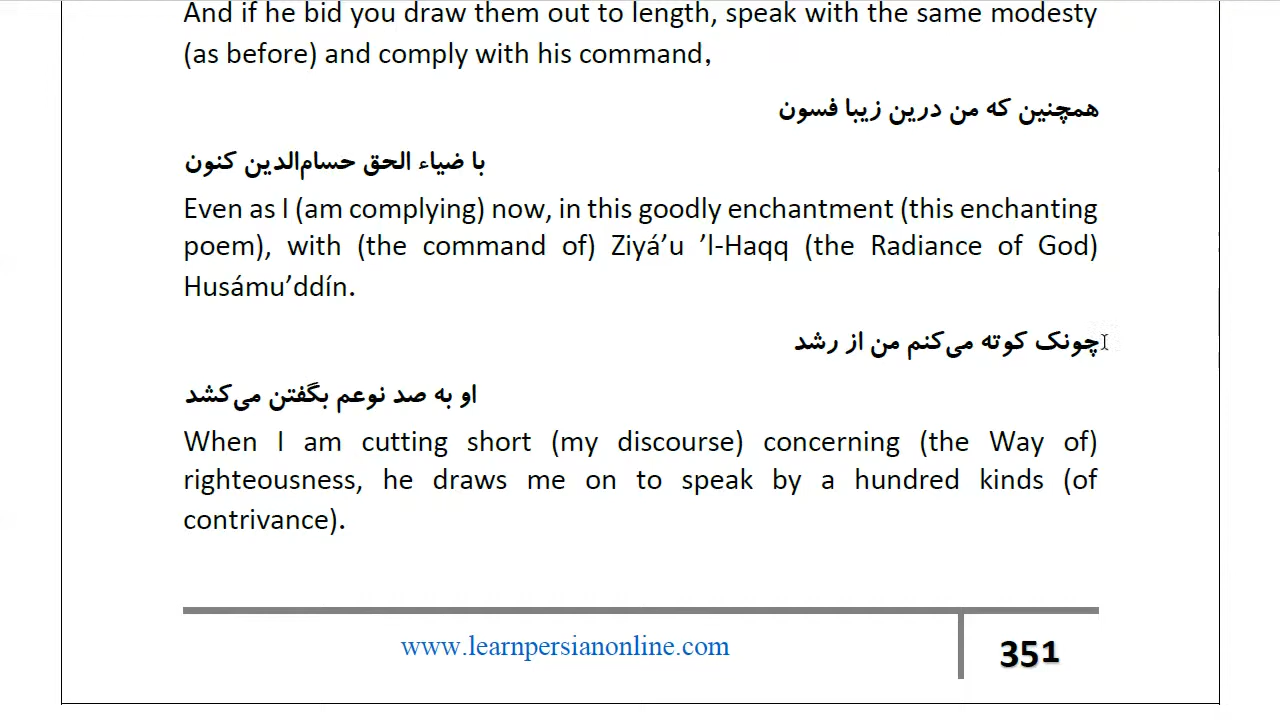 And if he bid you draw them out to length, speak with the same modesty
(as before) and comply with his command,
همچنین که من درین زیبا فسون
با ضیاء الحق حسام‌الدین کنون
Even as I (am complying) now, in this goodly enchantment (this enchanting
poem), with (the command of) Ziyá’u ’l-Haqq (the Radiance of God)
Husámu’ddín.
چونک کوته می‌کنم من از رشد
او به صد نوعم بگفتن می‌کشد
When I am cutting short (my discourse) concerning (the Way of)
righteousness, he draws me on to speak by a hundred kinds (of
contrivance).
www.learnpersianonline.com
351